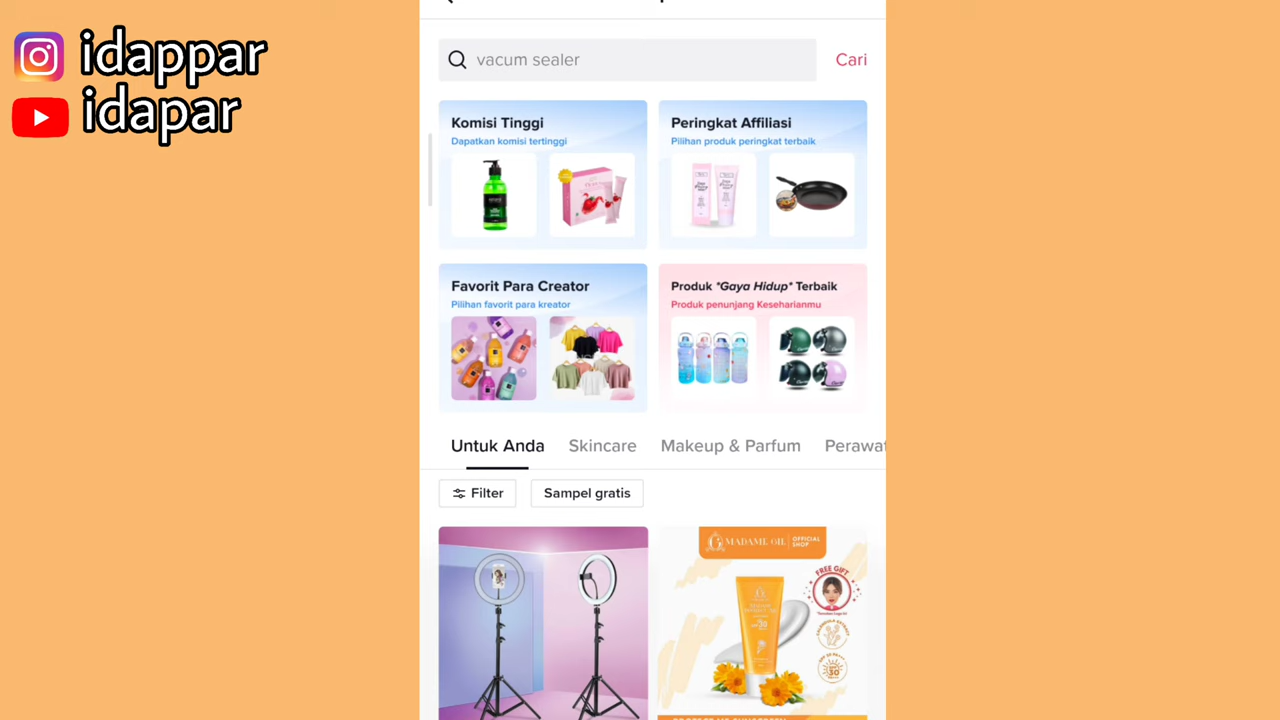 idappar
idapar
vacum sealer
Cari
Komisi Tinggi
Dapatkan komisi tertinggi
Peringkat Affiliasi
Pilihan produk peringkat terbaik
Favorit Para Creator
Pilihan favorit para kreator
Produk *Gaya Hidup* Terbaik
Produk penunjang Keseharianmu
Untuk Anda
Skincare
Makeup & Parfum
Perawat
Filter
Sampel gratis
MADAME GIE
OFFICIAL
SHOP
FREE GIFT